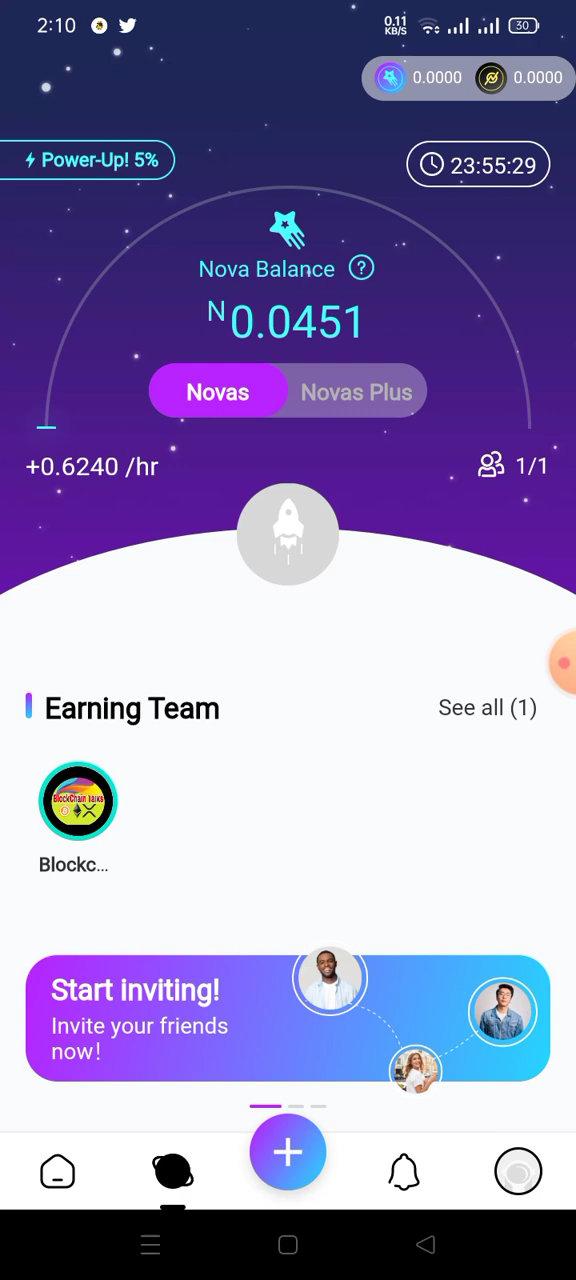 2:10
0.11
KB/S
30
0.0000 0.0000
Power-Up! 5%
23:55:29
Nova Balance ?
N0.0451
Novas
Novas Plus
+0.6240 /hr
1/1
Earning Team
See all (1)
BlockChain talks
Blockc...
Start inviting!
Invite your friends
now!